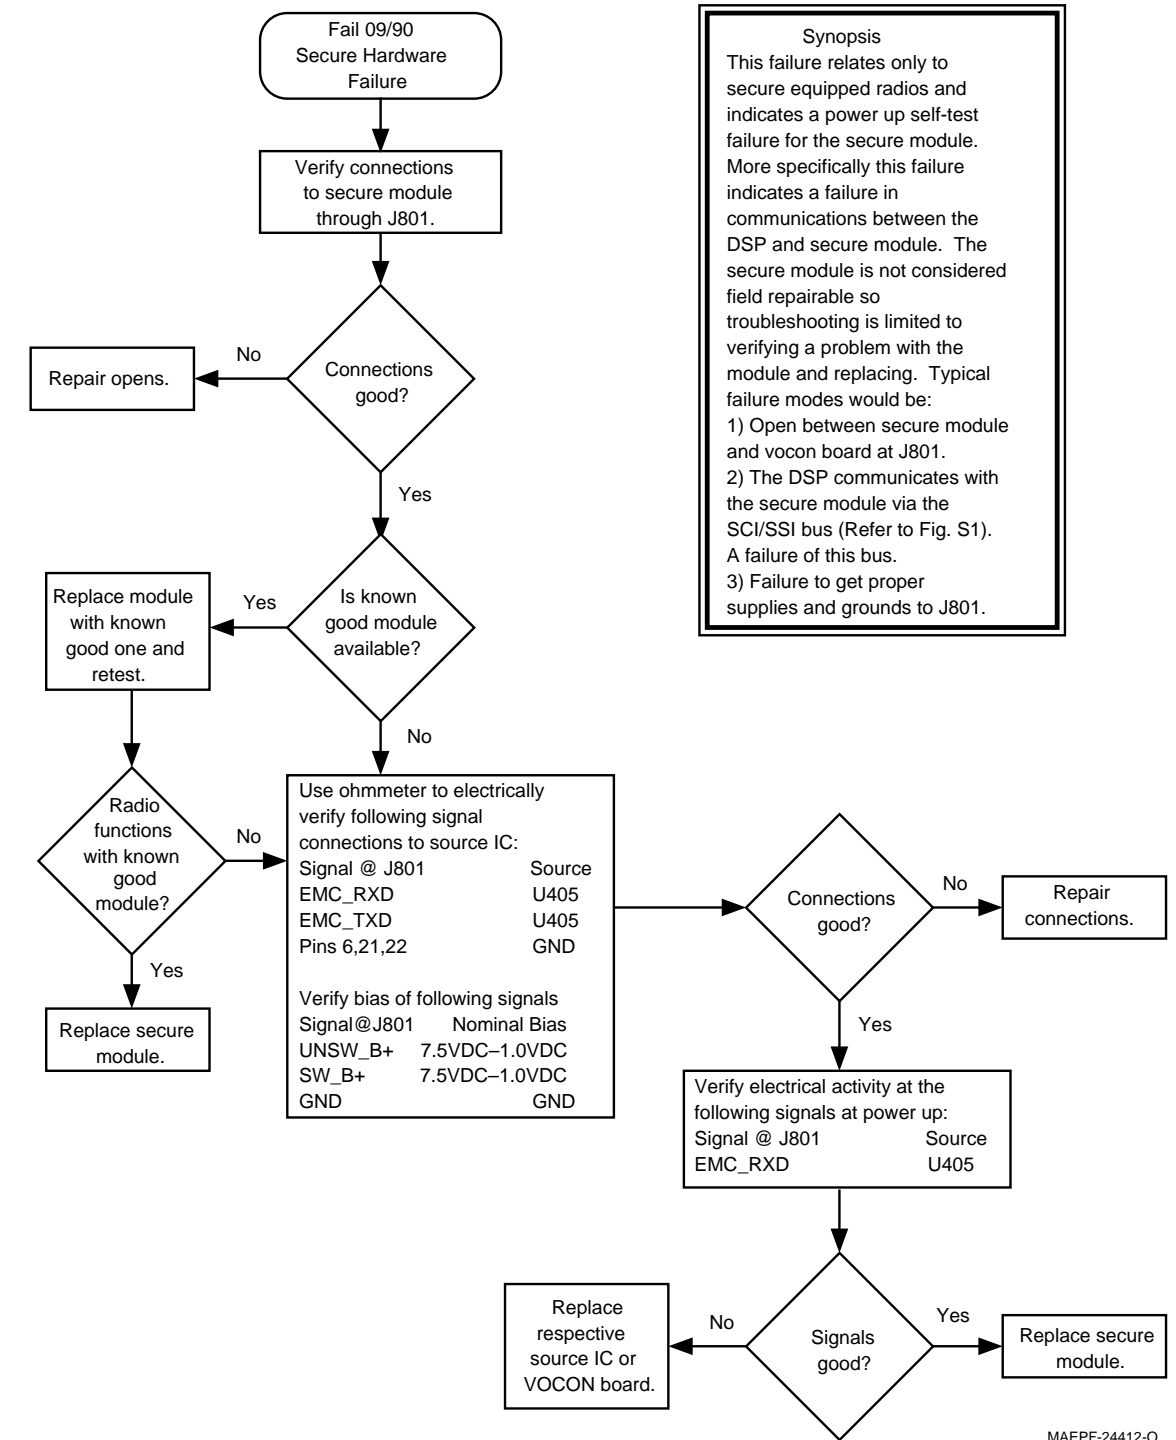 Fail 09/90
Secure Hardware
Failure
Verify connections
to secure module
through J801.
Connections
good?
No
Repair opens.
Yes
Is known
good module
available?
Yes
Replace module
with known
good one and
retest.
No
Radio
functions
with known
good
module?
No
Yes
Replace secure
module.
Use ohmmeter to electrically
verify following signal
connections to source IC:
Signal @ J801 Source
EMC_RXD U405
EMC_TXD U405
Pins 6,21,22 GND
Verify bias of following signals
Signal@J801 Nominal Bias
UNSW_B+ 7.5VDC–1.0VDC
SW_B+ 7.5VDC–1.0VDC
GND GND
Connections
good?
No
Repair
connections.
Yes
Verify electrical activity at the
following signals at power up:
Signal @ J801 Source
EMC_RXD U405
Signals
good?
No
Replace
respective
source IC or
VOCON board.
Yes
Replace secure
module.
Synopsis
This failure relates only to
secure equipped radios and
indicates a power up self-test
failure for the secure module.
More specifically this failure
indicates a failure in
communications between the
DSP and secure module. The
secure module is not considered
field repairable so
troubleshooting is limited to
verifying a problem with the
module and replacing. Typical
failure modes would be:
1) Open between secure module
and vocon board at J801.
2) The DSP communicates with
the secure module via the
SCI/SSI bus (Refer to Fig. S1).
A failure of this bus.
3) Failure to get proper
supplies and grounds to J801.
MAEPF-24412-O